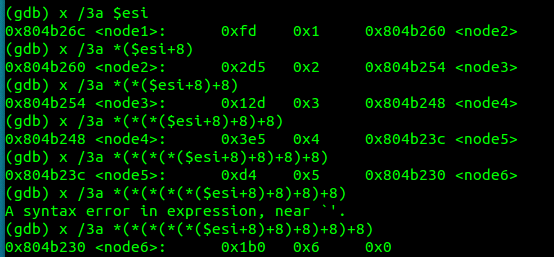 (gdb) x /3a $esi
0x804b26c <node1>: 0xfd 0x1 0x804b260 <node2>
(gdb) x /3a *($esi+8)
0x804b260 <node2>: 0x2d5 0x2 0x804b254 <node3>
(gdb) x /3a *(*($esi+8)+8)
0x804b254 <node3>: 0x12d 0x3 0x804b248 <node4>
(gdb) x /3a *(*(*($esi+8)+8)+8)
0x804b248 <node4>: 0x3e5 0x4 0x804b23c <node5>
(gdb) x /3a *(*(*(*($esi+8)+8)+8)+8)
0x804b23c <node5>: 0xd4 0x5 0x804b230 <node6>
(gdb) x /3a *(*(*(*(*($esi+8)+8)+8)+8)
A syntax error in expression, near `'.
(gdb) x /3a *(*(*(*(*($esi+8)+8)+8)+8)+8)
0x804b230 <node6>: 0x1b0 0x6 0x0